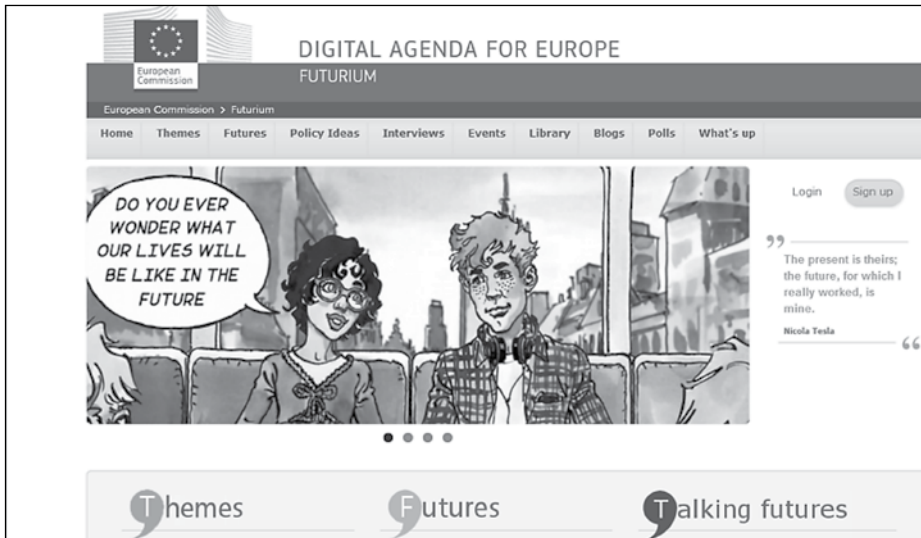 European
Commission
DIGITAL AGENDA FOR EUROPE
FUTURIUM
European Commission > Futurium
Home Themes Futures Policy Ideas Interviews Events Library Blogs Polls What's up
DO YOU EVER
WONDER WHAT
OUR LIVES WILL
BE LIKE IN THE
FUTURE
Login Sign up
”
The present is theirs;
the future, for which I
really worked, is
mine.
Nicola Tesla
“
Themes Futures Talking futures